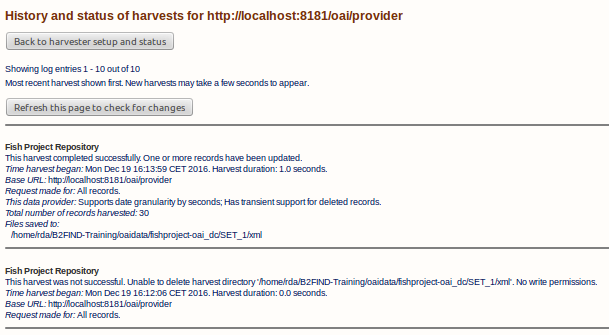 History and status of harvests for http://localhost:8181/oai/provider
Back to harvester setup and status
Showing log entries 1 - 10 out of 10
Most recent harvest shown first. New harvests may take a few seconds to appear.
Refresh this page to check for changes
Fish Project Repository
This harvest completed successfully. One or more records have been updated.
Time harvest began: Mon Dec 19 16:13:59 CET 2016. Harvest duration: 1.0 seconds.
Base URL: http://localhost:8181/oai/provider
Request made for: All records.
This data provider: Supports date granularity by seconds; Has transient support for deleted records.
Total number of records harvested: 30
Files saved to:
/home/rda/B2FIND-Training/oaidata/fishproject-oai_dc/SET_1/xml
Fish Project Repository
This harvest was not successful. Unable to delete harvest directory '/home/rda/B2FIND-Training/oaidata/fishproject-oai_dc/SET_1/xml'. No write permissions.
Time harvest began: Mon Dec 19 16:12:06 CET 2016. Harvest duration: 0.0 seconds.
Base URL: http://localhost:8181/oai/provider
Request made for: All records.